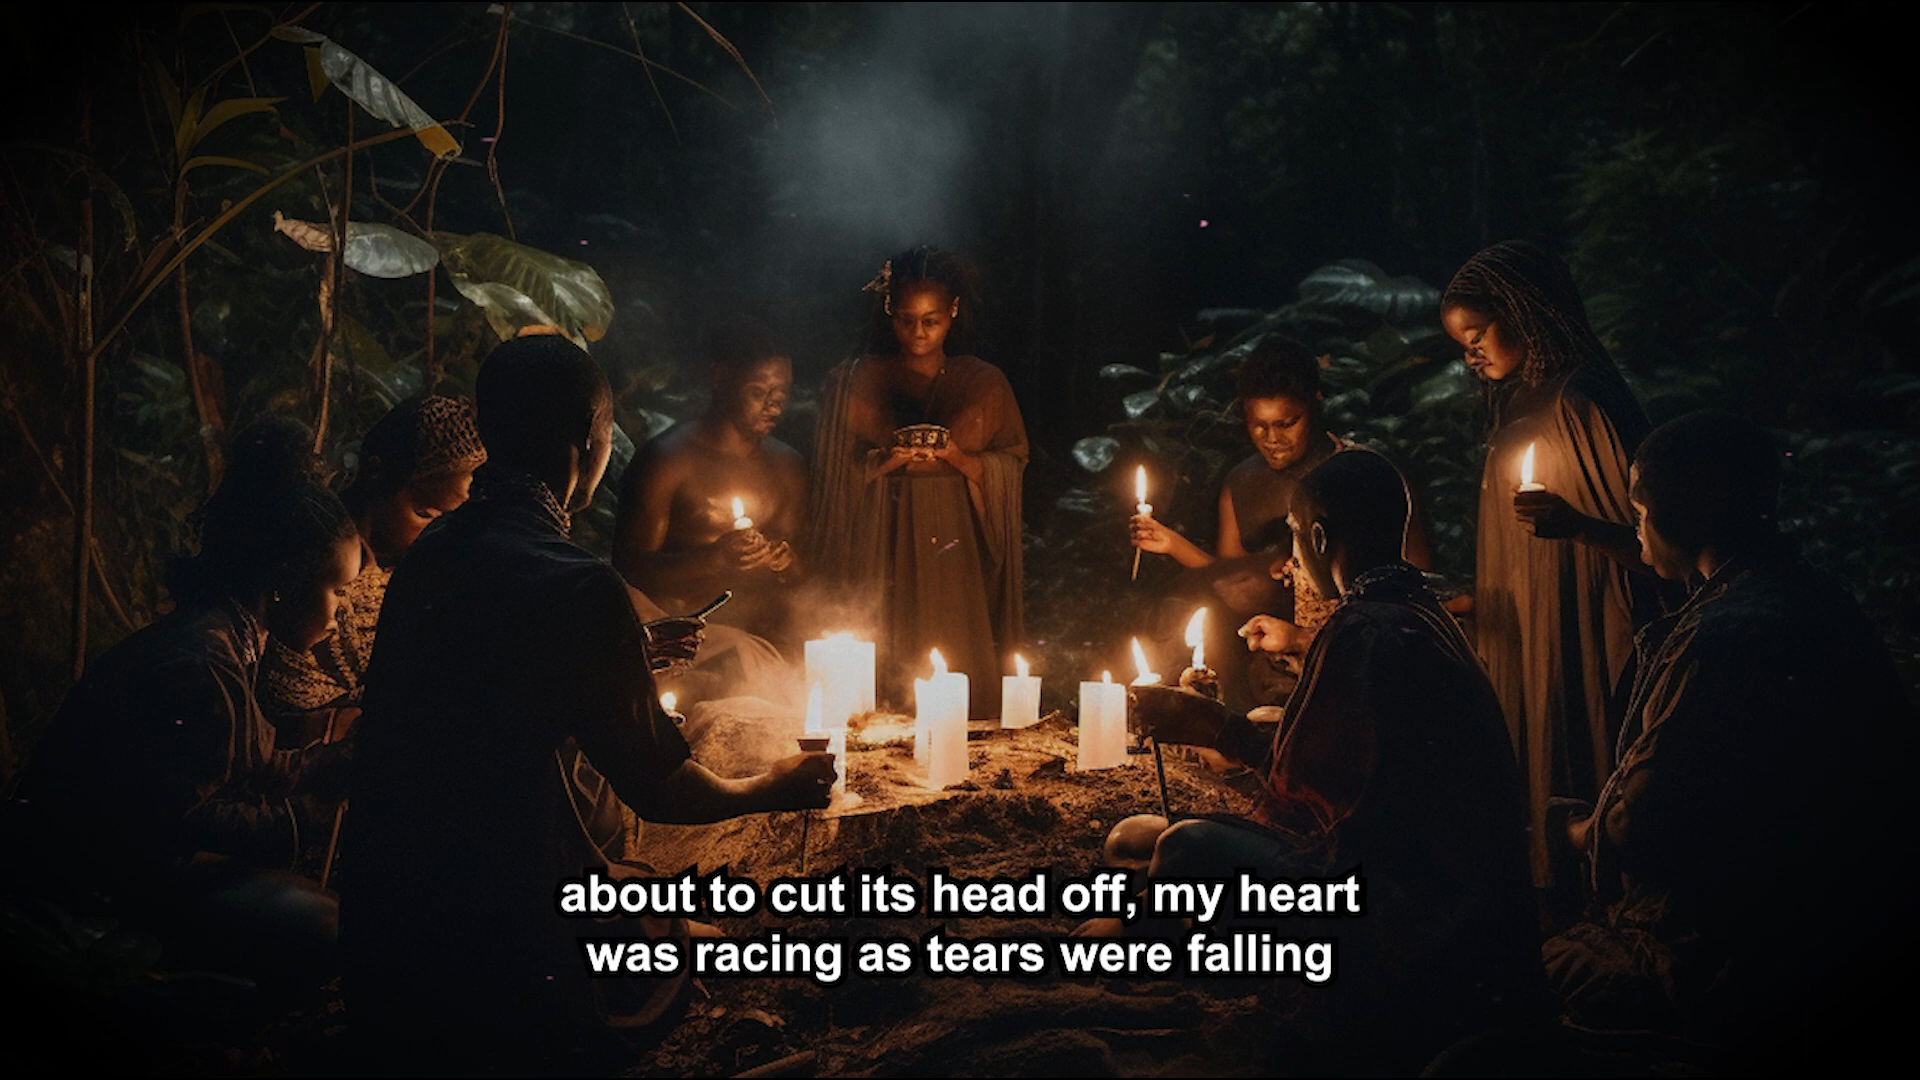 about to cut its head off, my heart
was racing as tears were falling